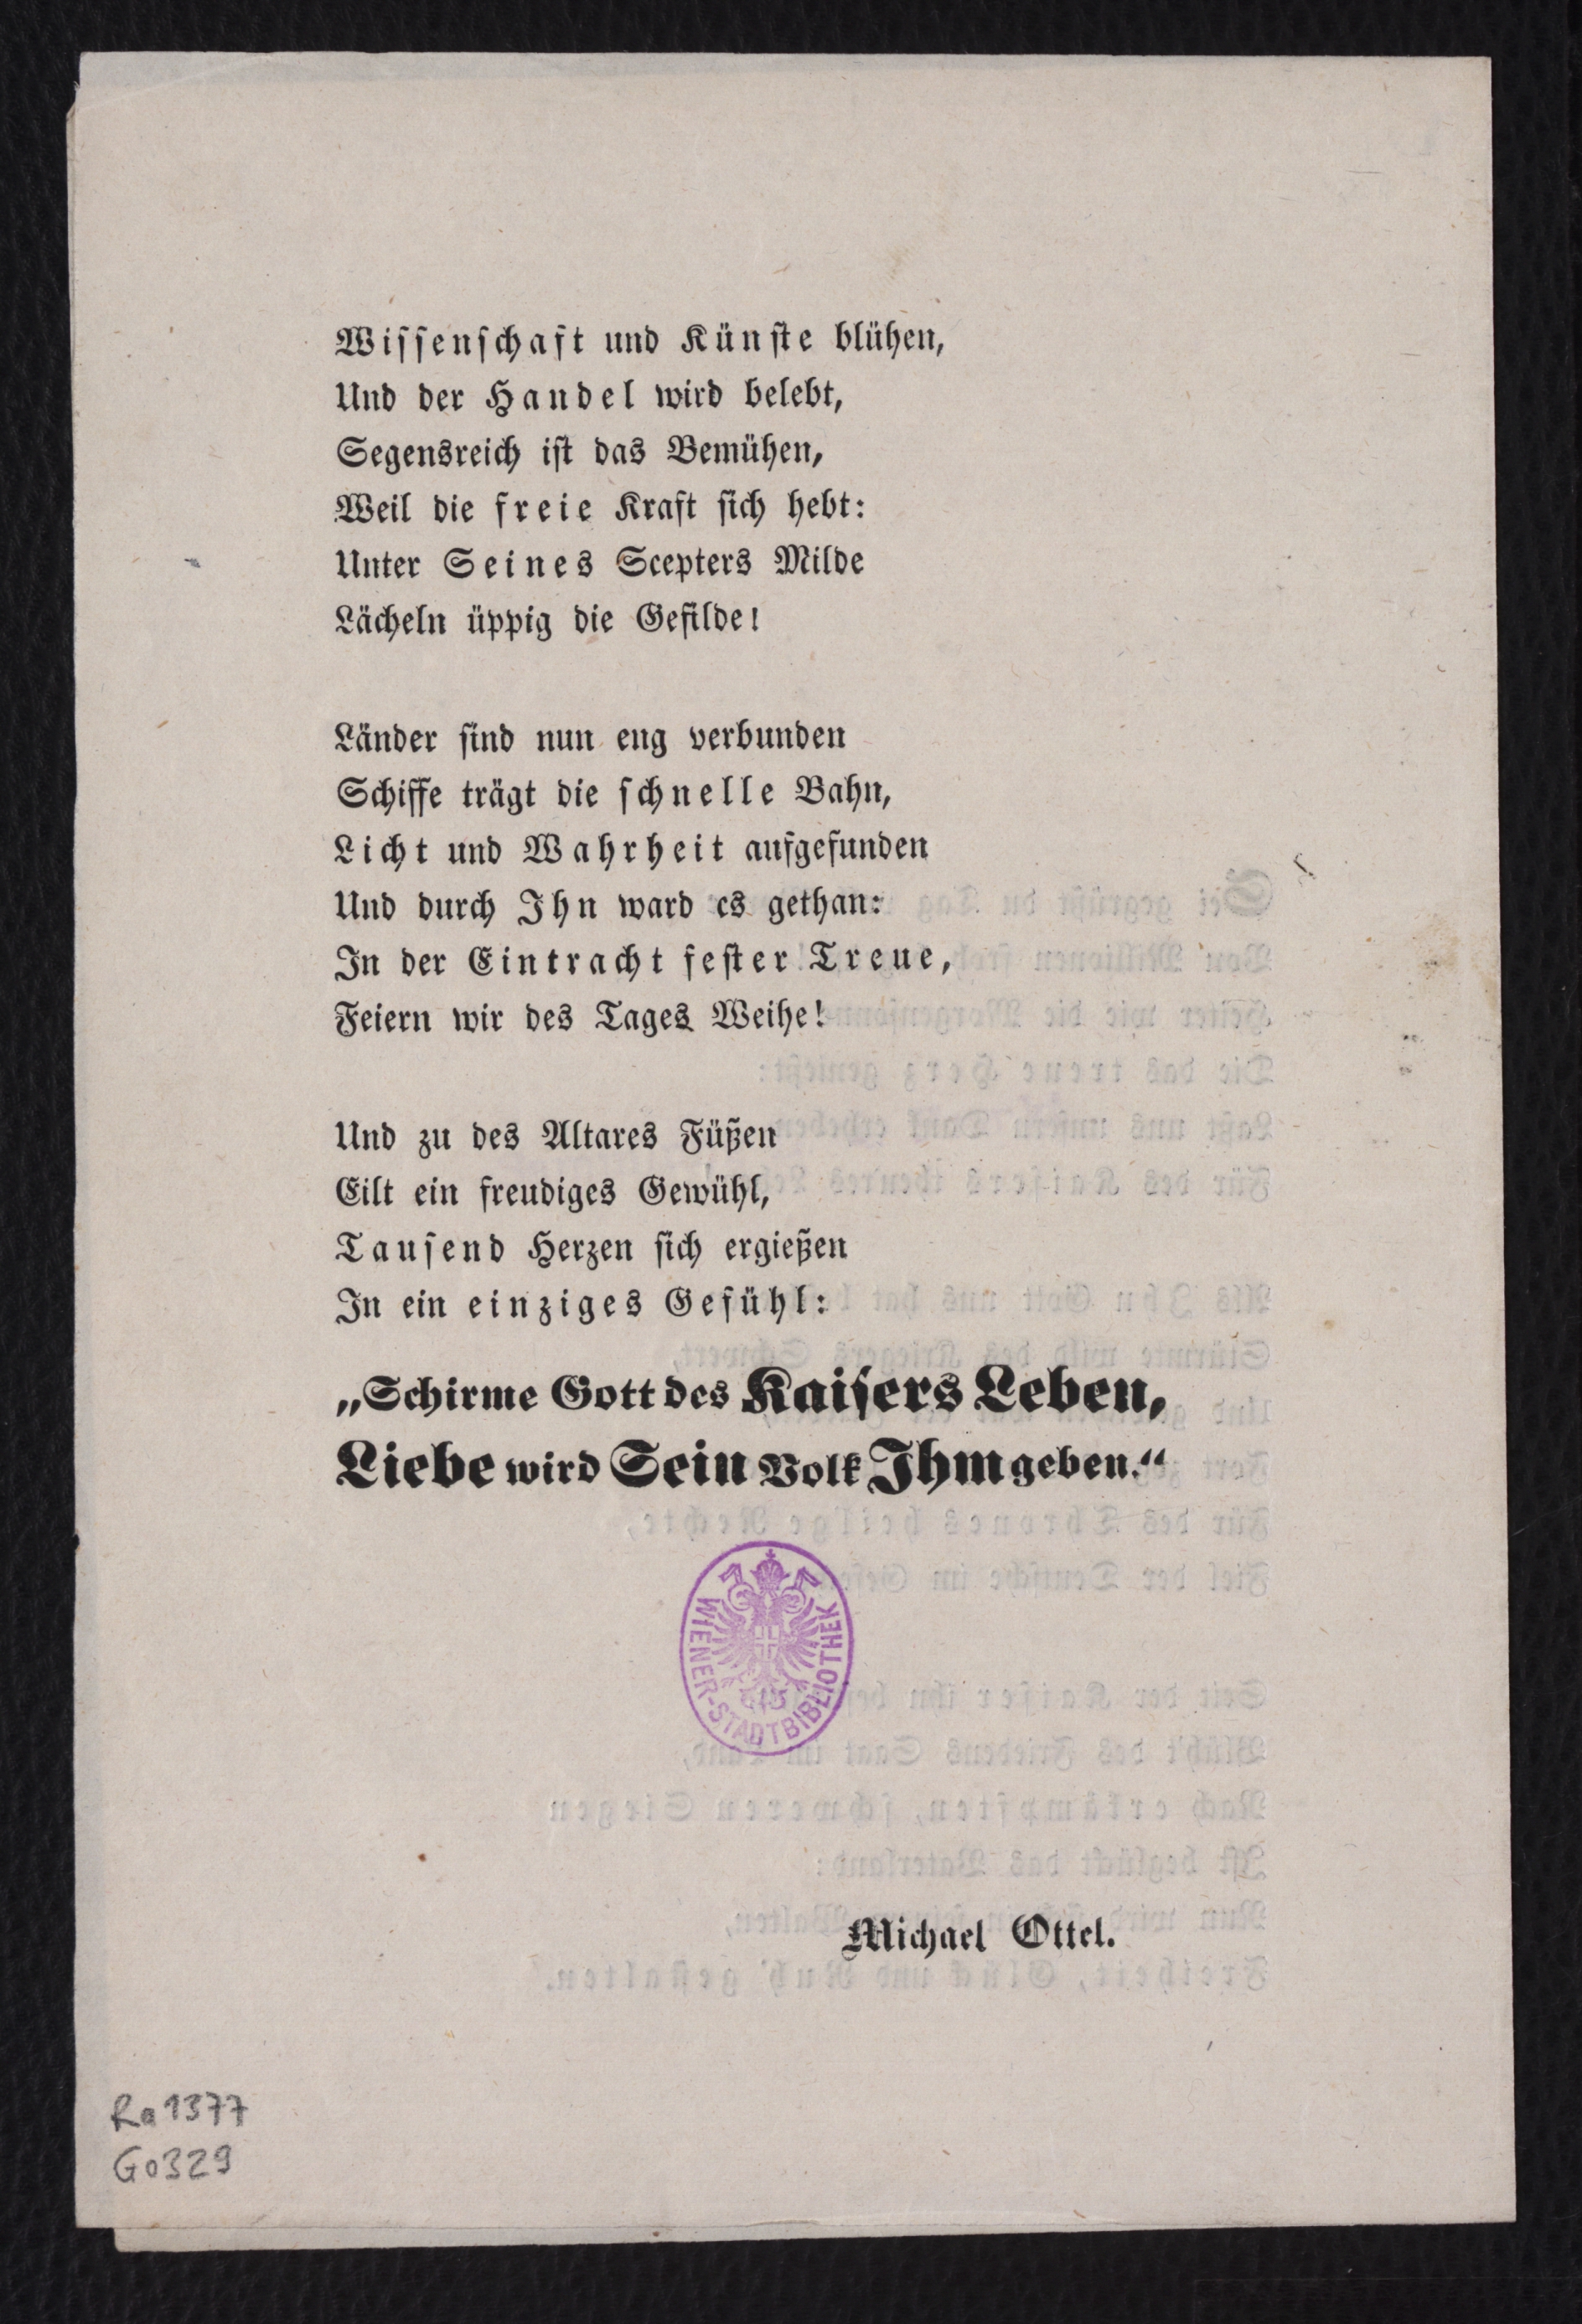 Wissenschaft und Künste blühen,
Und der Handel wird belebt,
Segensreich ist das Bemühen,
Weil die freie Kraft sich hebt:
Unter Seines Scepters Milde
Lächeln üppig die Gefilde!
Länder sind nun eng verbunden
Schiffe trägt die schnelle Bahn,
Licht und Wahrheit aufgefunden
Und durch Ihn ward es gethan:
In der Eintracht fester Treue,
Feiern wir des Tages Weihe!
Und zu des Altares Füßen
Eilt ein freudiges Gewühl,
Tausend Herzen sich ergießen
In ein einziges Gefühl:
„Schirme Gott des Kaisers Leben,
Liebe wird Sein Volk Ihm geben.“
WIENER-STADTBIBLIOTHEK
Michael Ottel.
Ra 1377
Go 329